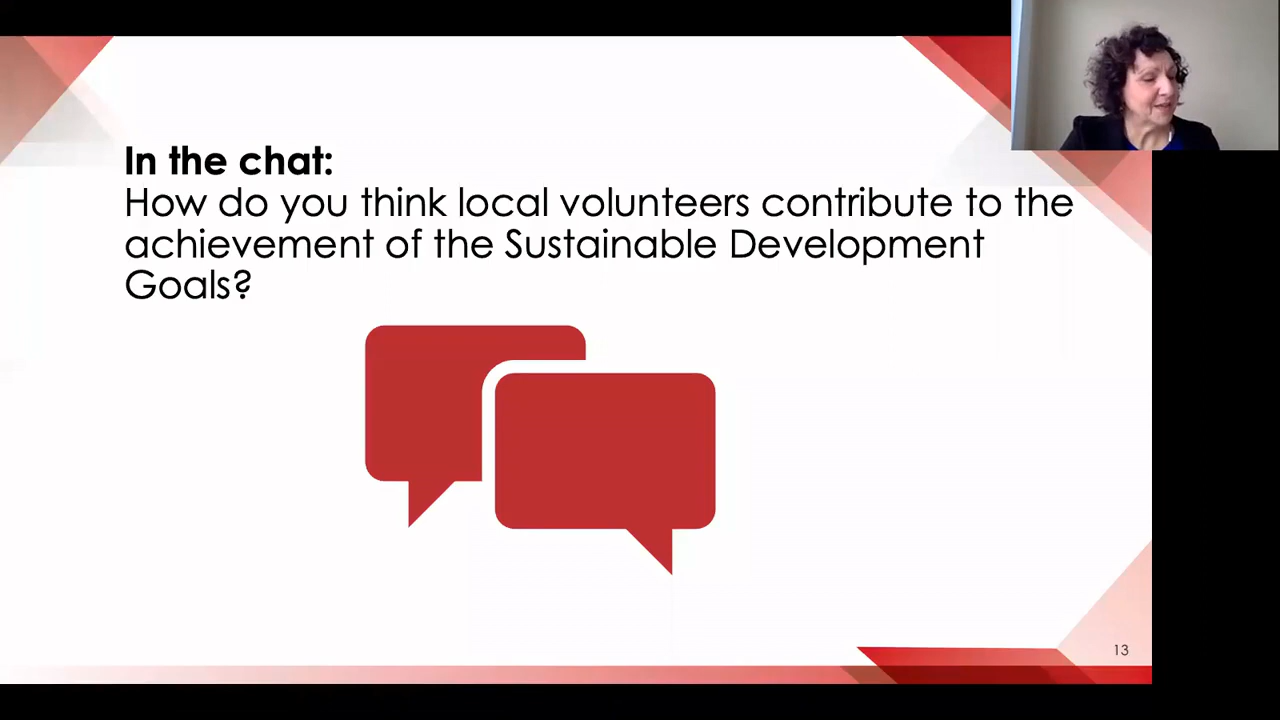 In the chat:
How do you think local volunteers contribute to the
achievement of the Sustainable Development
Goals?
13